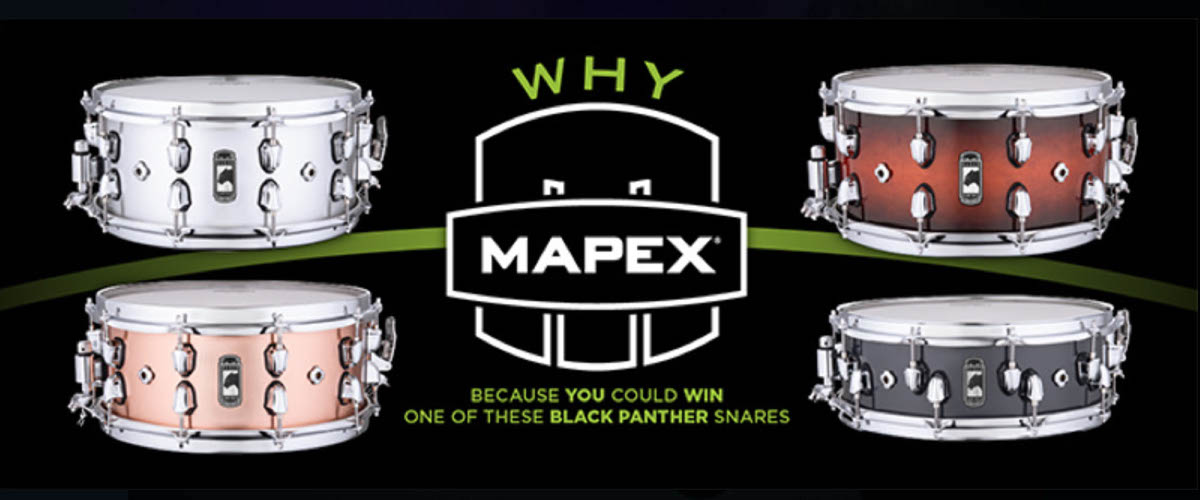 WHY
MAPEX®
BECAUSE YOU COULD WIN
ONE OF THESE BLACK PANTHER SNARES